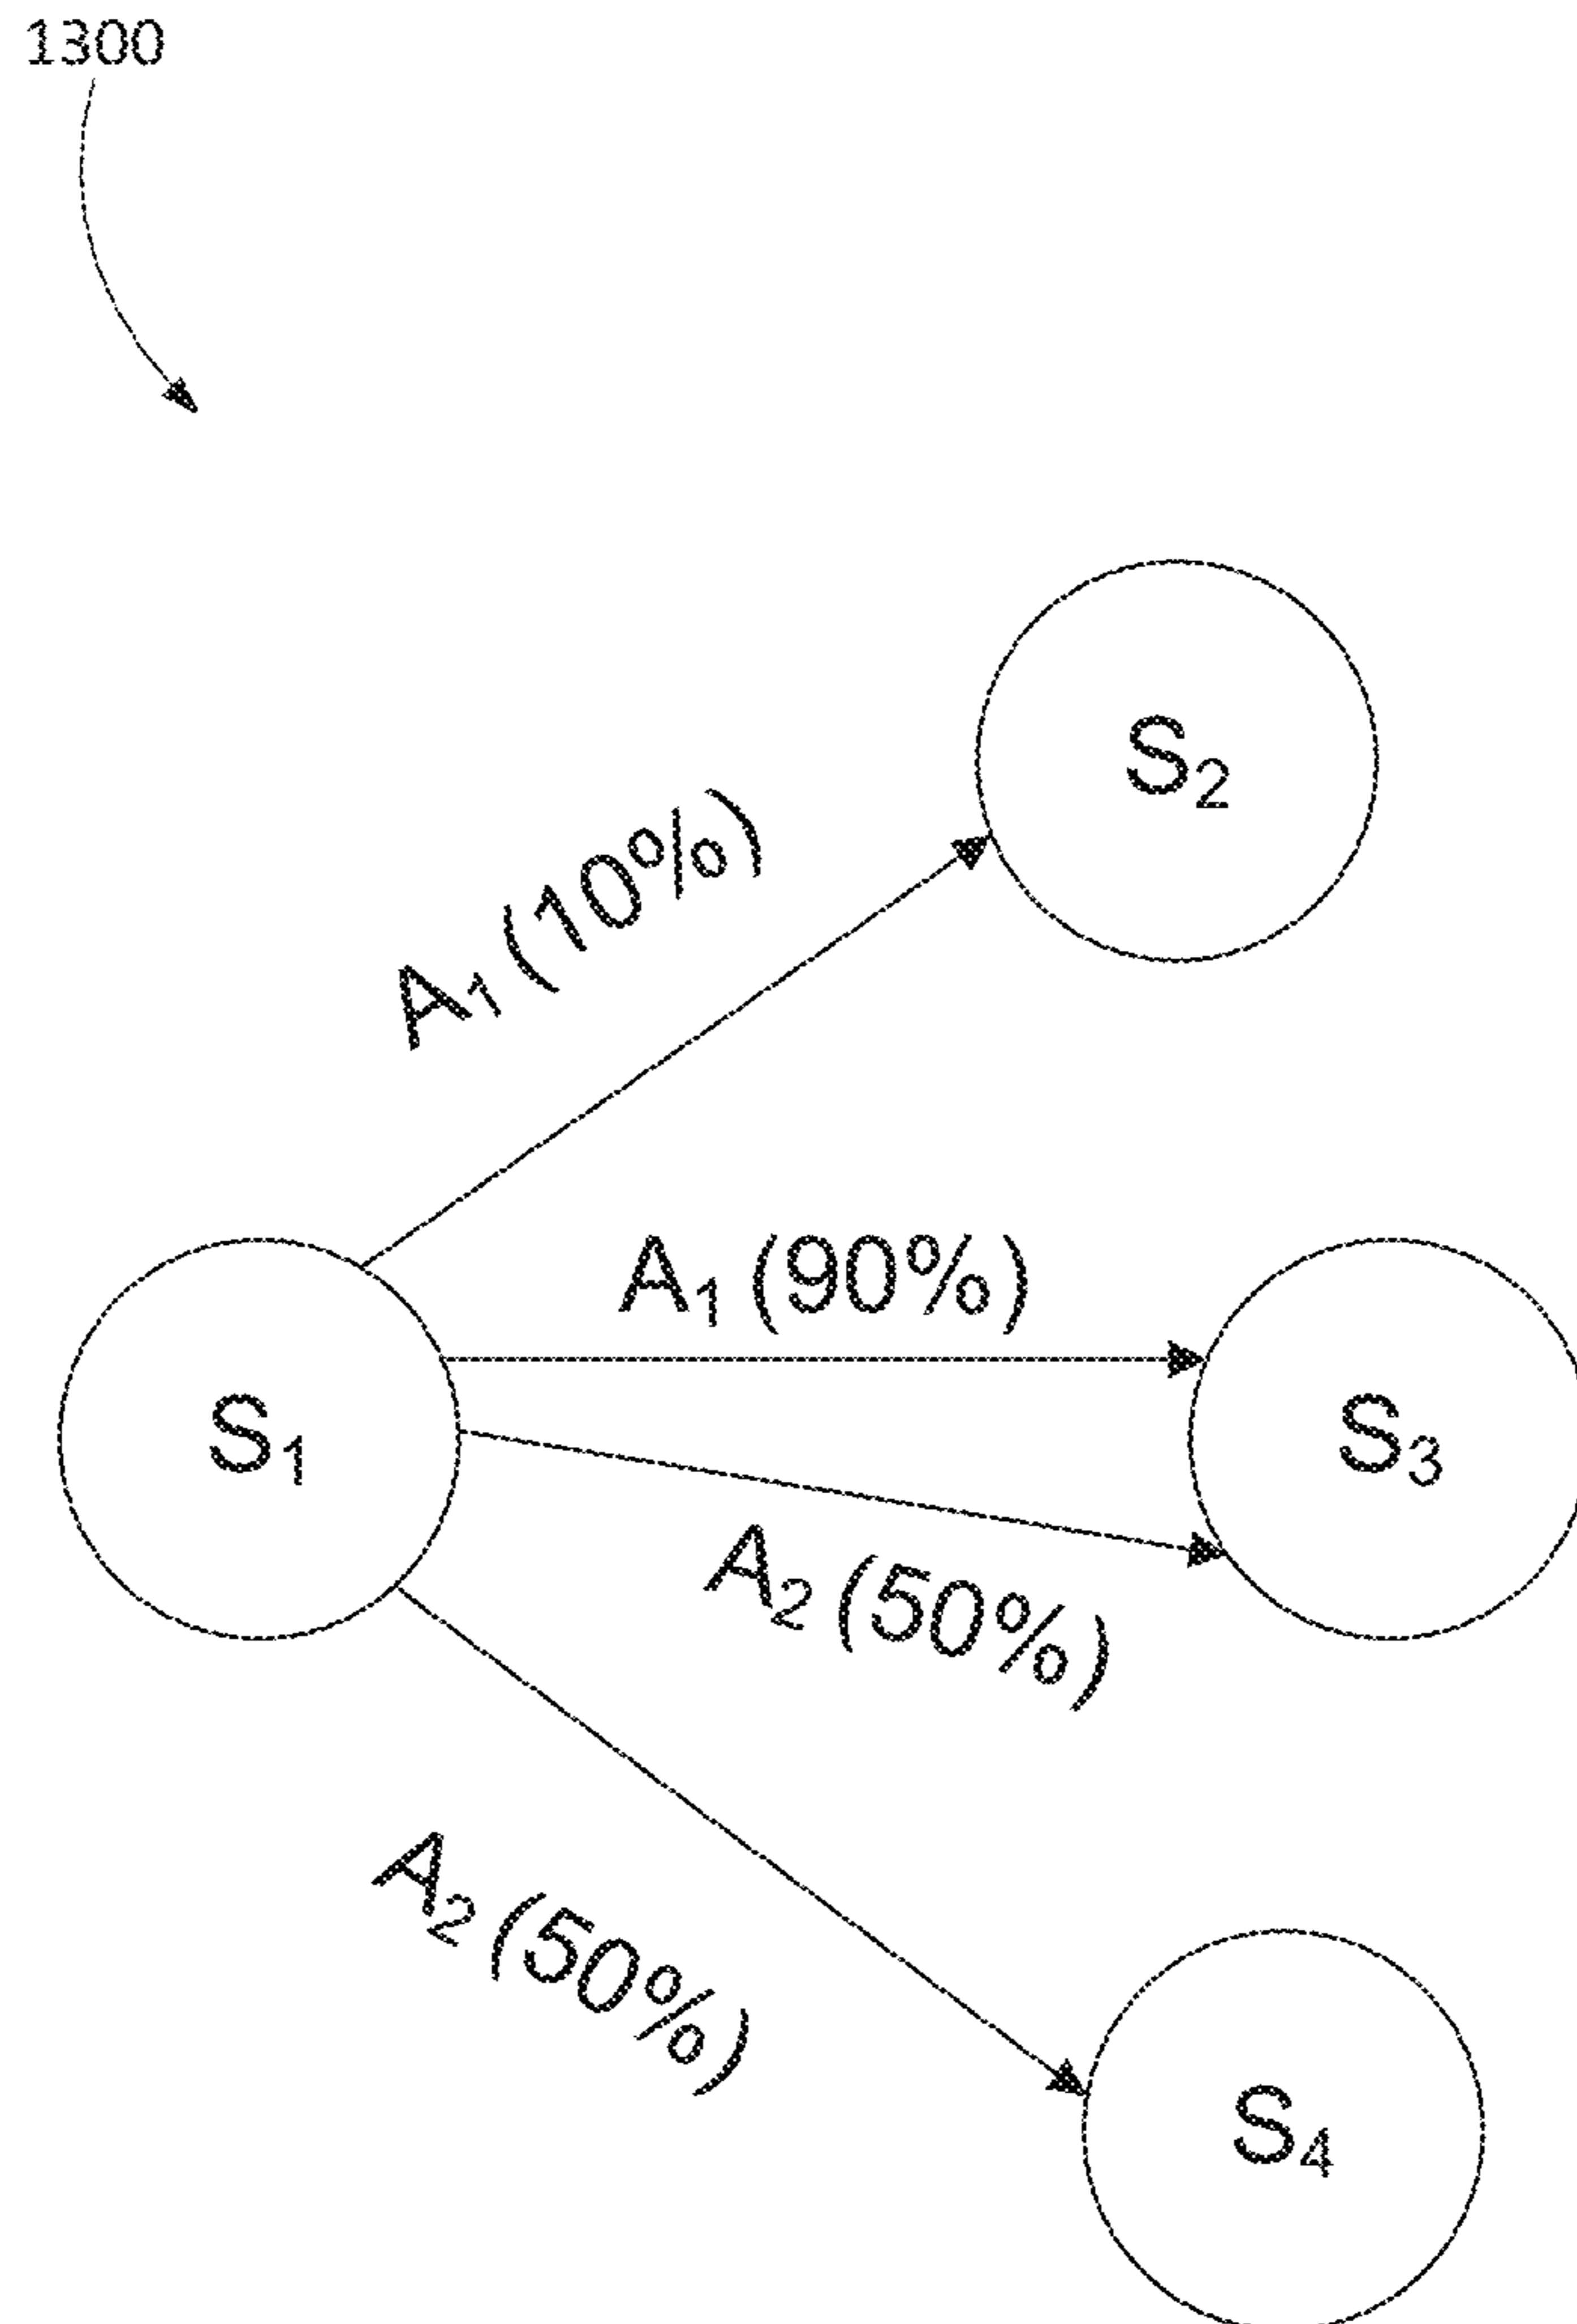 1300
S₂
A₁ (10%)
A₁ (90%)
S₁
S₃
A₂ (50%)
A₂ (50%)
S₄